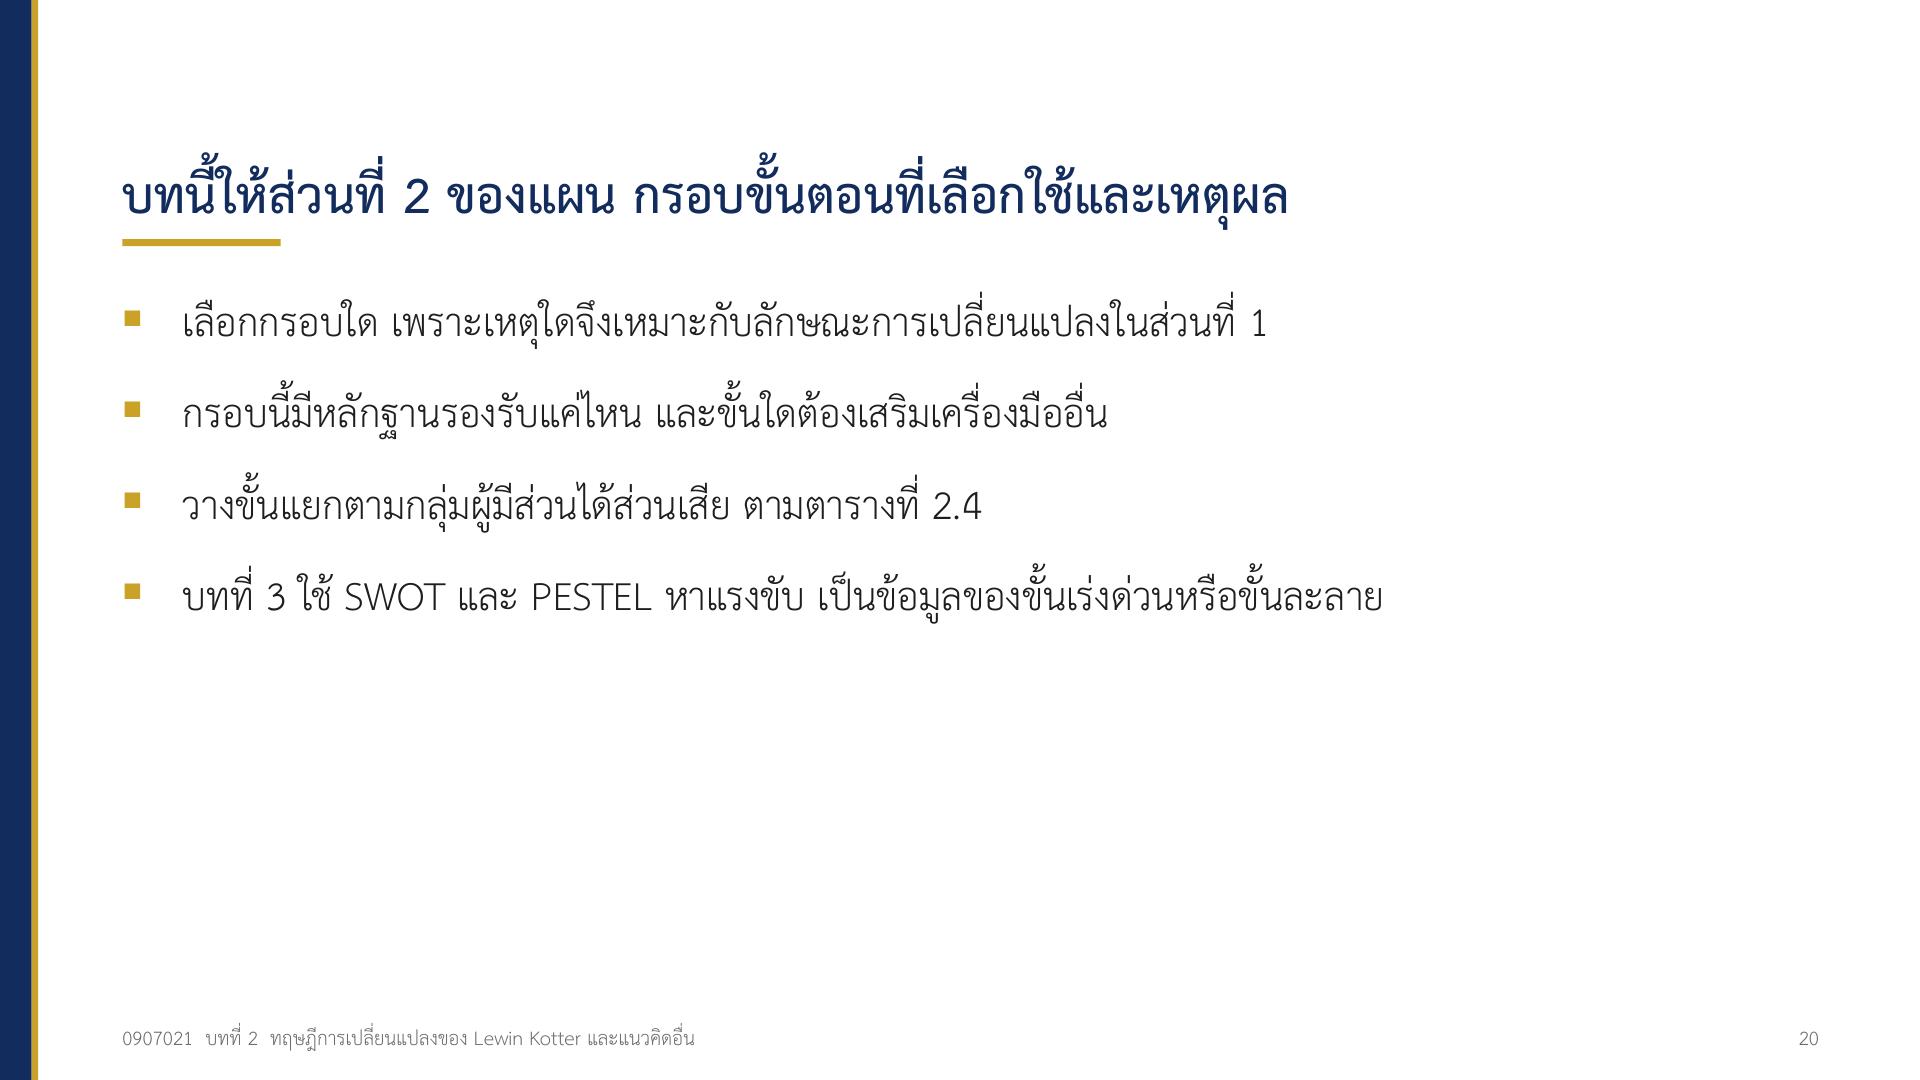 บทนี้ให้ส่วนที่ 2 ของแผน กรอบขั้นตอนที่เลือกใช้และเหตุผล
เลือกกรอบใด เพราะเหตุใดจึงเหมาะกับลักษณะการเปลี่ยนแปลงในส่วนที่ 1
กรอบนี้มีหลักฐานรองรับแค่ไหน และขั้นใดต้องเสริมเครื่องมืออื่น
วางขั้นแยกตามกลุ่มผู้มีส่วนได้ส่วนเสีย ตามตารางที่ 2.4
บทที่ 3 ใช้ SWOT และ PESTEL หาแรงขับ เป็นข้อมูลของขั้นเร่งด่วนหรือขั้นละลาย
0907021 บทที่ 2 ทฤษฎีการเปลี่ยนแปลงของ Lewin Kotter และแนวคิดอื่น
20